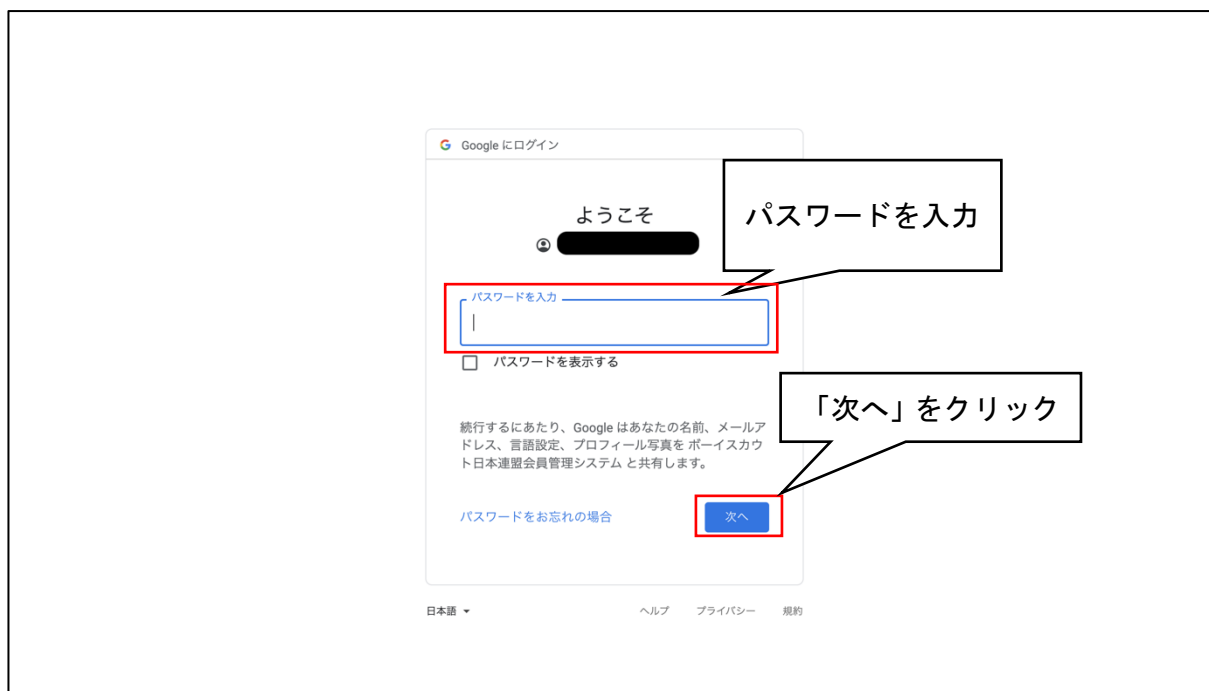 Google にログイン
ようこそ
パスワードを入力
パスワードを入力
パスワードを表示する
「次へ」をクリック
続行するにあたり、Google はあなたの名前、メールア
ドレス、言語設定、プロフィール写真を ボーイスカウ
ト日本連盟会員管理システム と共有します。
パスワードをお忘れの場合
次へ
日本語
ヘルプ プライバシー 規約